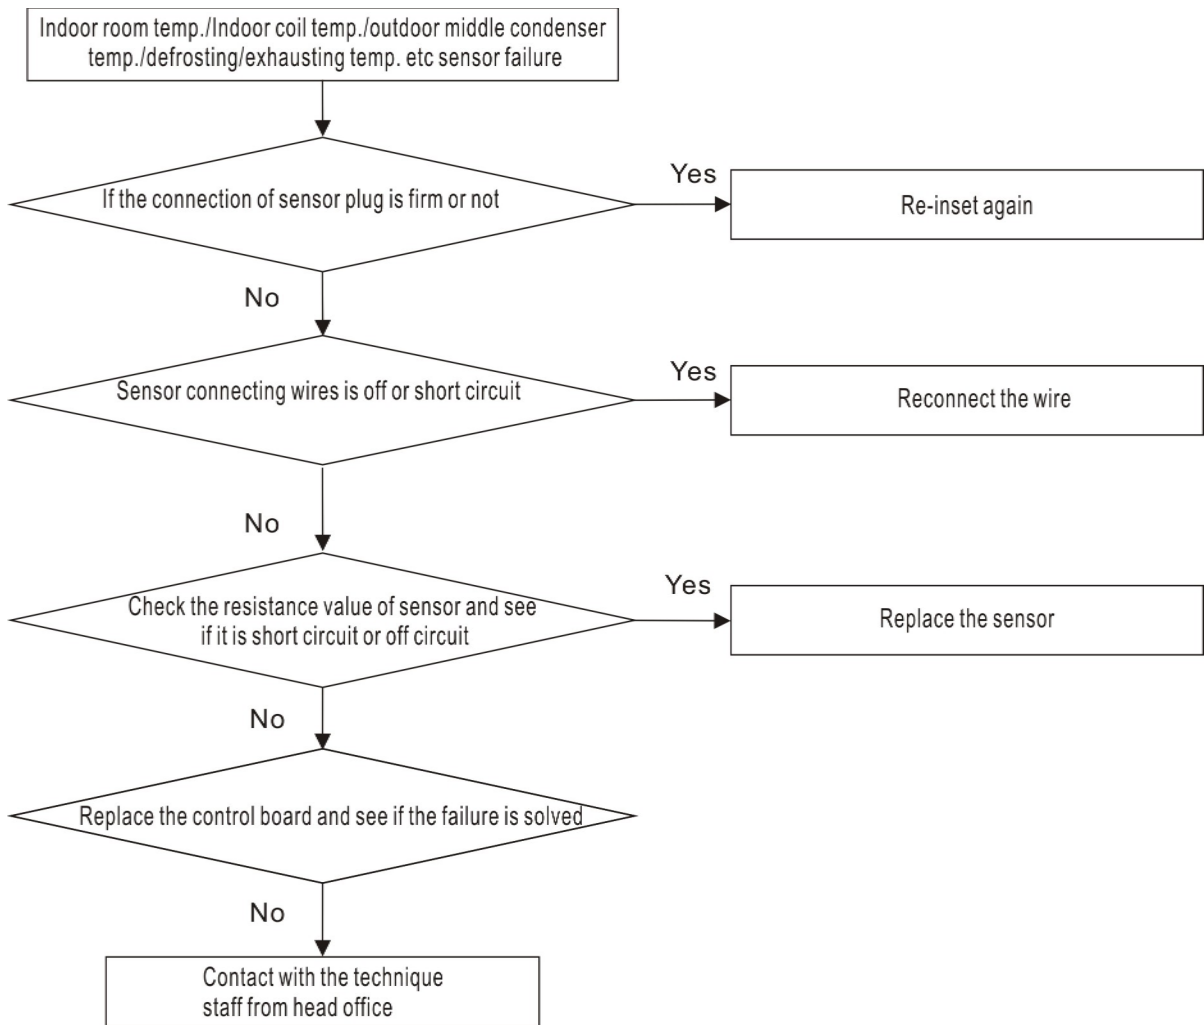 Indoor room temp./Indoor coil temp./outdoor middle condenser
temp./defrosting/exhausting temp. etc sensor failure
If the connection of sensor plug is firm or not
Yes
Re-inset again
No
Sensor connecting wires is off or short circuit
Yes
Reconnect the wire
No
Check the resistance value of sensor and see
if it is short circuit or off circuit
Yes
Replace the sensor
No
Replace the control board and see if the failure is solved
No
Contact with the technique
staff from head office